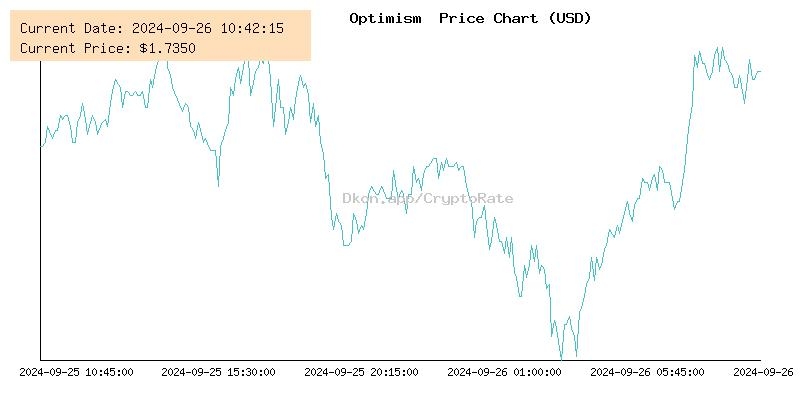 Optimism Price Chart (USD)
Current Date: 2024-09-26 10:42:15
Current Price: $1.7350
Dkon.app/CryptoRate
2024-09-25 10:45:00 2024-09-25 15:30:00 2024-09-25 20:15:00 2024-09-26 01:00:00 2024-09-26 05:45:00 2024-09-26